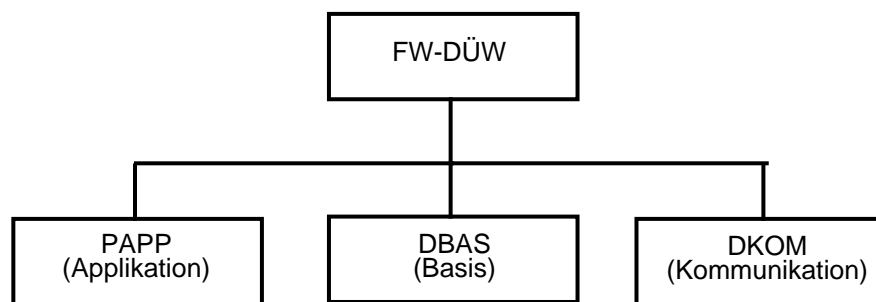 FW-DÜW
PAPP
(Applikation)
DBAS
(Basis)
DKOM
(Kommunikation)